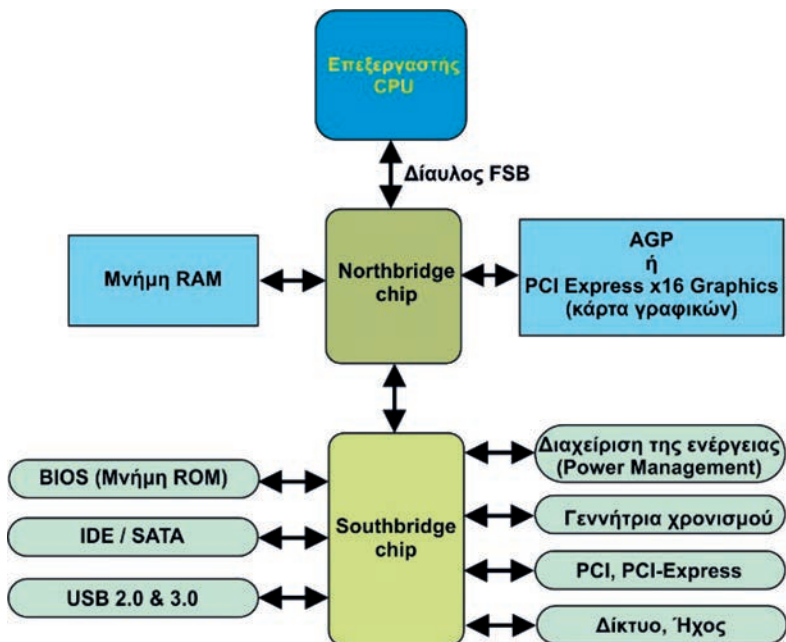 Επεξεργαστής
CPU
Δίαυλος FSB
Μνήμη RAM
Northbridge
chip
AGP
ή
PCI Express x16 Graphics
(κάρτα γραφικών)
BIOS (Μνήμη ROM)
IDE / SATA
USB 2.0 & 3.0
Southbridge
chip
Διαχείριση της ενέργειας
(Power Management)
Γεννήτρια χρονισμού
PCI, PCI-Express
Δίκτυο, Ήχος